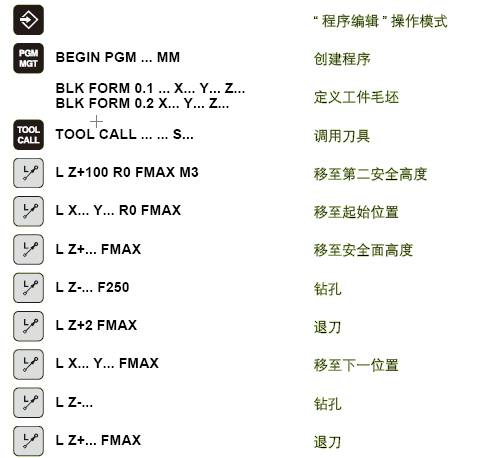 “ 程序编辑 ” 操作模式
PGM MGT BEGIN PGM ... MM 创建程序
BLK FORM 0.1 ... X... Y... Z...
BLK FORM 0.2 X... Y... Z...
定义工件毛坯
TOOL CALL TOOL CALL ... ... S... 调用刀具
L L Z+100 R0 FMAX M3 移至第二安全高度
L L X... Y... R0 FMAX 移至起始位置
L L Z+... FMAX 移至安全面高度
L L Z-... F250 钻孔
L L Z+2 FMAX 退刀
L L X... Y... FMAX 移至下一位置
L L Z-... 钻孔
L L Z+... FMAX 退刀